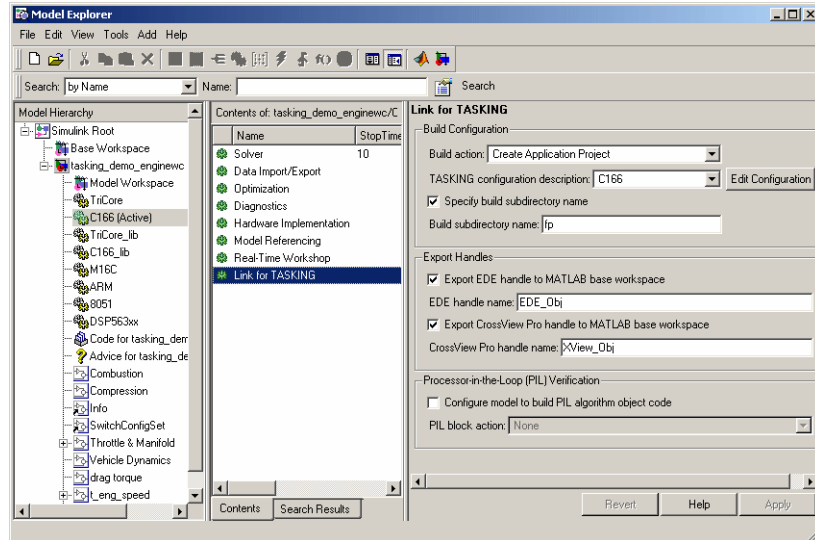 Model Explorer
File Edit View Tools Add Help
Search: by Name Name: Search
Model Hierarchy
Simulink Root
Base Workspace
tasking_demo_enginewc
Model Workspace
TriCore
C166 (Active)
TriCore_lib
C166_lib
M16C
ARM
8051
DSP563xx
Code for tasking_dem
Advice for tasking_de
Combustion
Compression
Info
SwitchConfigSet
Throttle & Manifold
Vehicle Dynamics
drag torque
t_eng_speed
Contents of: tasking_demo_enginewc/C
Name StopTime
Solver 10
Data Import/Export
Optimization
Diagnostics
Hardware Implementation
Model Referencing
Real-Time Workshop
Link for TASKING
Contents Search Results
Link for TASKING
Build Configuration
Build action: Create Application Project
TASKING configuration description: C166 Edit Configuration
Specify build subdirectory name
Build subdirectory name: fp
Export Handles
Export EDE handle to MATLAB base workspace
EDE handle name: EDE_Obj
Export CrossView Pro handle to MATLAB base workspace
CrossView Pro handle name: XView_Obj
Processor-in-the-Loop (PIL) Verification
Configure model to build PIL algorithm object code
PIL block action: None
Revert Help Apply